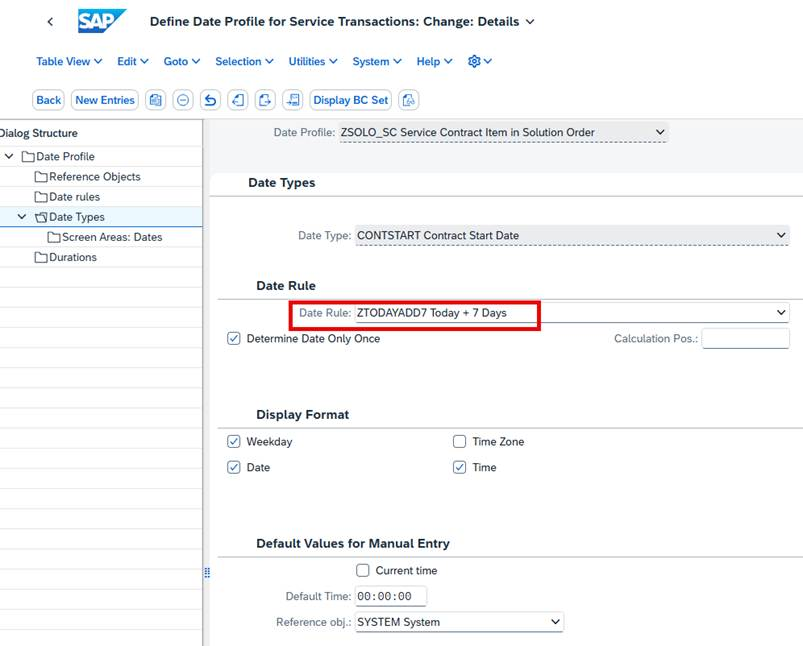 SAP Define Date Profile for Service Transactions: Change: Details
Table View Edit Goto Selection Utilities System Help
Back New Entries Display BC Set
Dialog Structure
Date Profile
Reference Objects
Date rules
Date Types
Screen Areas: Dates
Durations
Date Profile: ZSOLO_SC Service Contract Item in Solution Order
Date Types
Date Type: CONTSTART Contract Start Date
Date Rule
Date Rule: ZTODAYADD7 Today + 7 Days
Determine Date Only Once Calculation Pos.:
Display Format
Weekday Time Zone
Date Time
Default Values for Manual Entry
Current time
Default Time: 00:00:00
Reference obj.: SYSTEM System